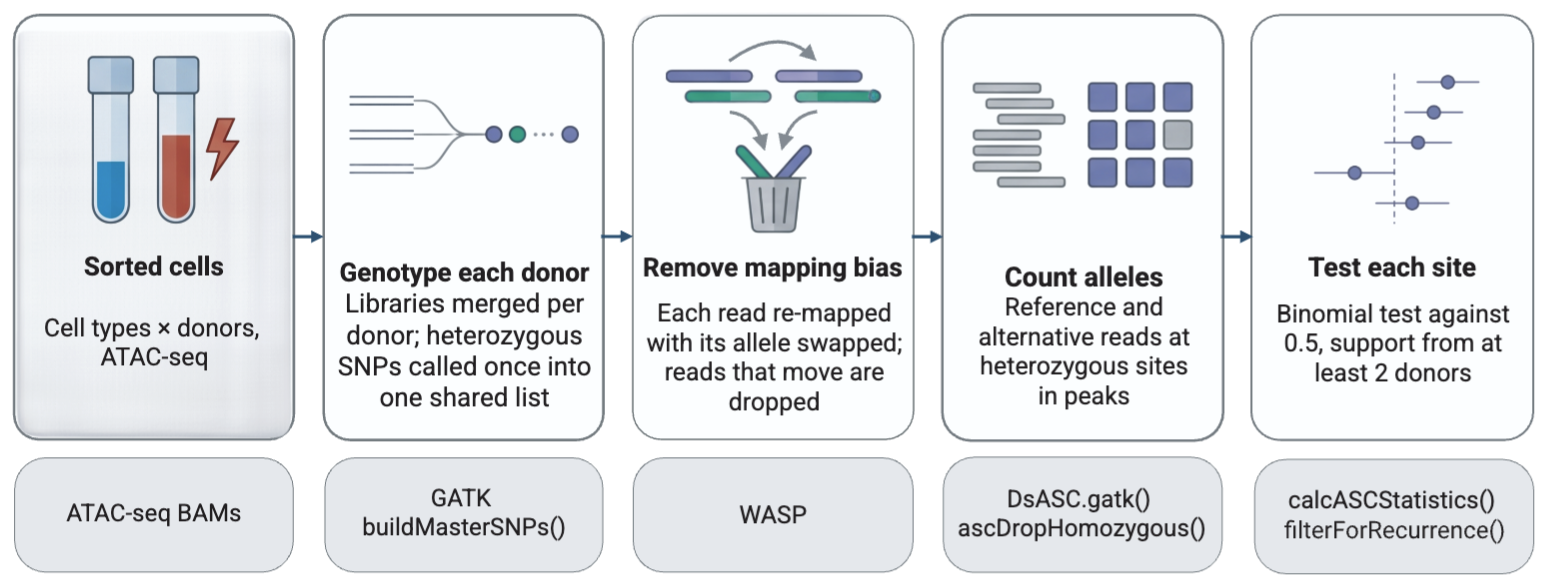 Sorted cells
Cell types × donors,
ATAC-seq
Genotype each donor
Libraries merged per
donor; heterozygous
SNPs called once into
one shared list
Remove mapping bias
Each read re-mapped
with its allele swapped;
reads that move are
dropped
Count alleles
Reference and
alternative reads at
heterozygous sites
in peaks
Test each site
Binomial test against
0.5, support from at
least 2 donors
ATAC-seq BAMs
GATK
buildMasterSNPs()
WASP
DsASC.gatk()
ascDropHomozygous()
calcASCStatistics()
filterForRecurrence()